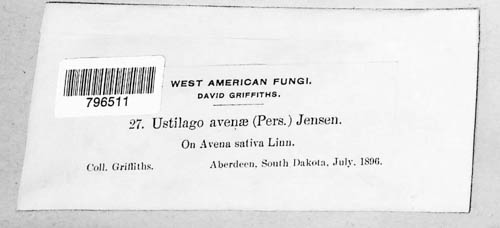 WEST AMERICAN FUNGI.
DAVID GRIFFITHS.
796511
27. Ustilago avenæ (Pers.) Jensen.
On Avena sativa Linn.
Coll. Griffiths. Aberdeen, South Dakota, July, 1896.